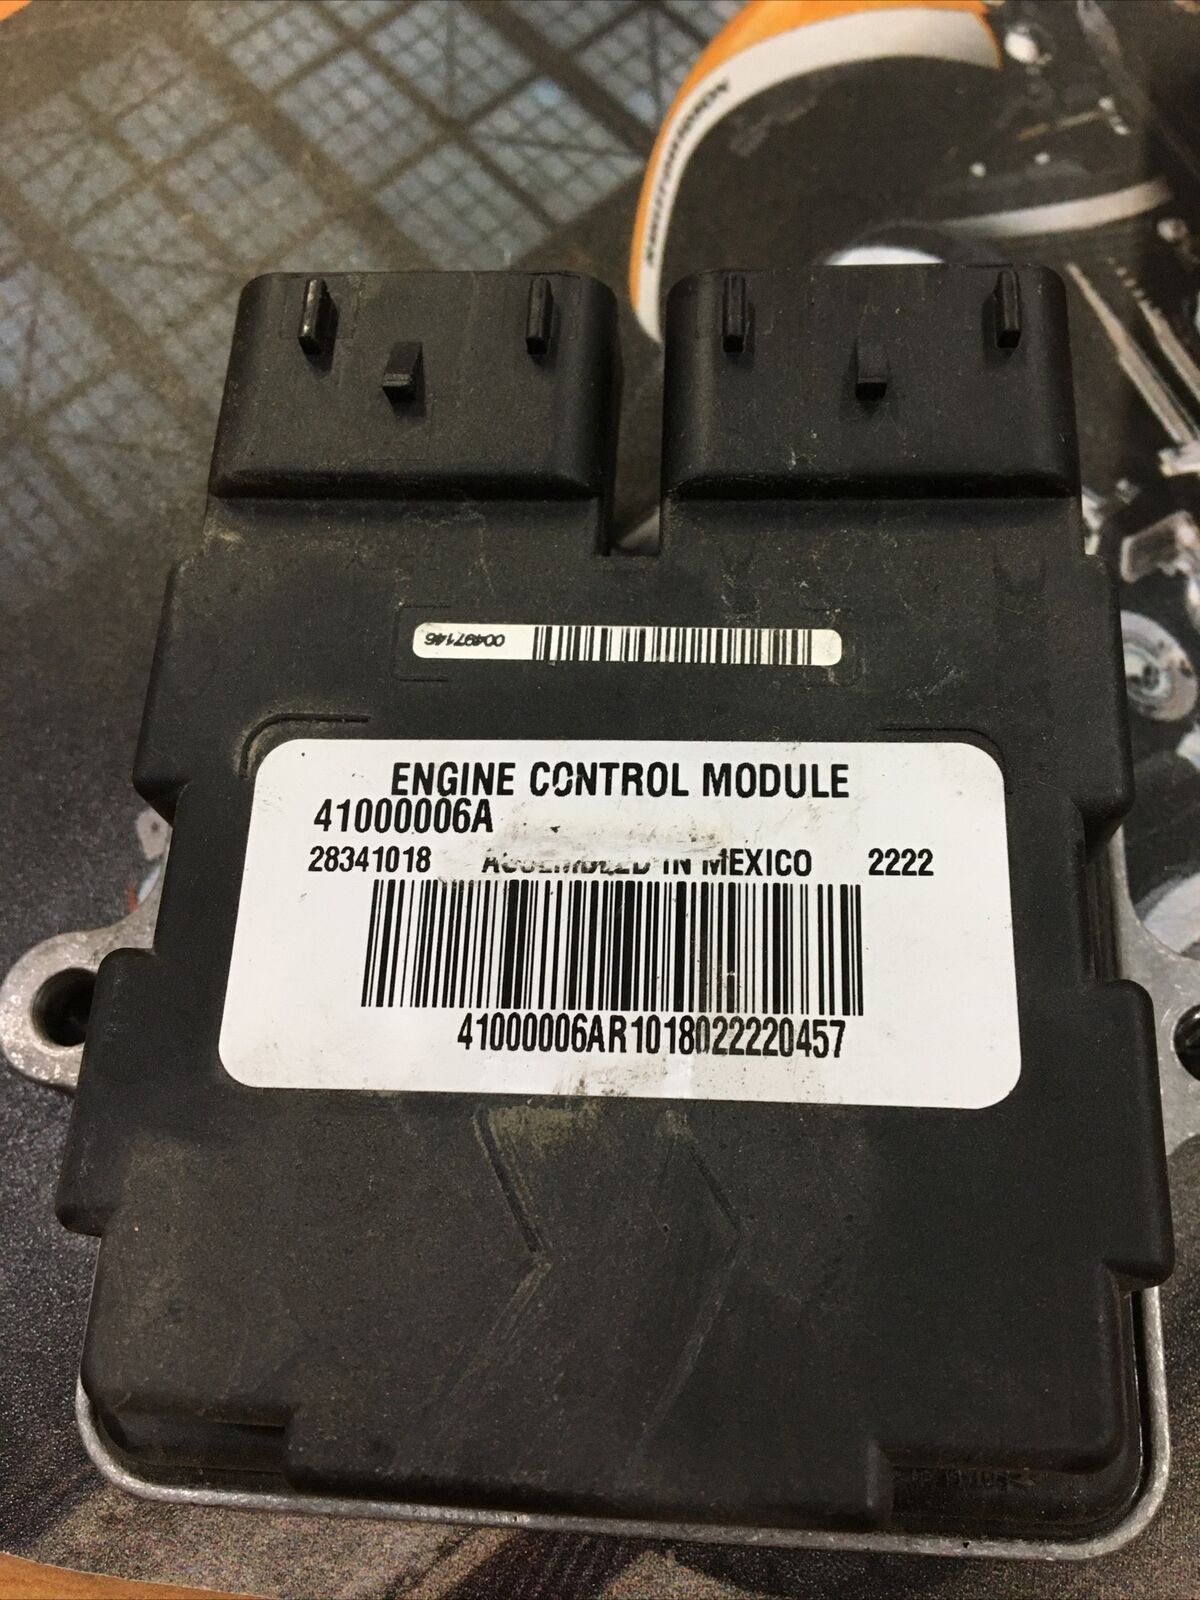 00497146
ENGINE CONTROL MODULE
41000006A
28341018 ASSEMBLED IN MEXICO 2222
41000006AR1018022220457